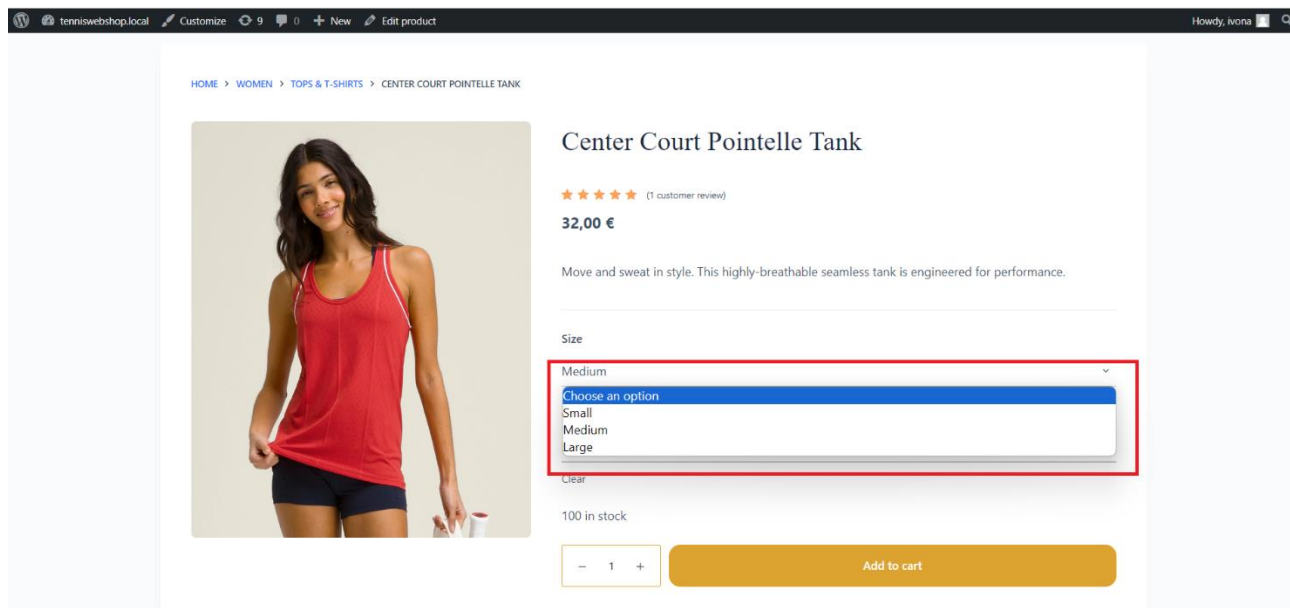 tenniswebshop.local Customize 9 0 New Edit product Howdy, ivona
HOME > WOMEN > TOPS & T-SHIRTS > CENTER COURT POINTELLE TANK
Center Court Pointelle Tank
(1 customer review)
32,00 €
Move and sweat in style. This highly-breathable seamless tank is engineered for performance.
Size
Medium
Choose an option
Small
Medium
Large
Clear
100 in stock
− 1 +
Add to cart